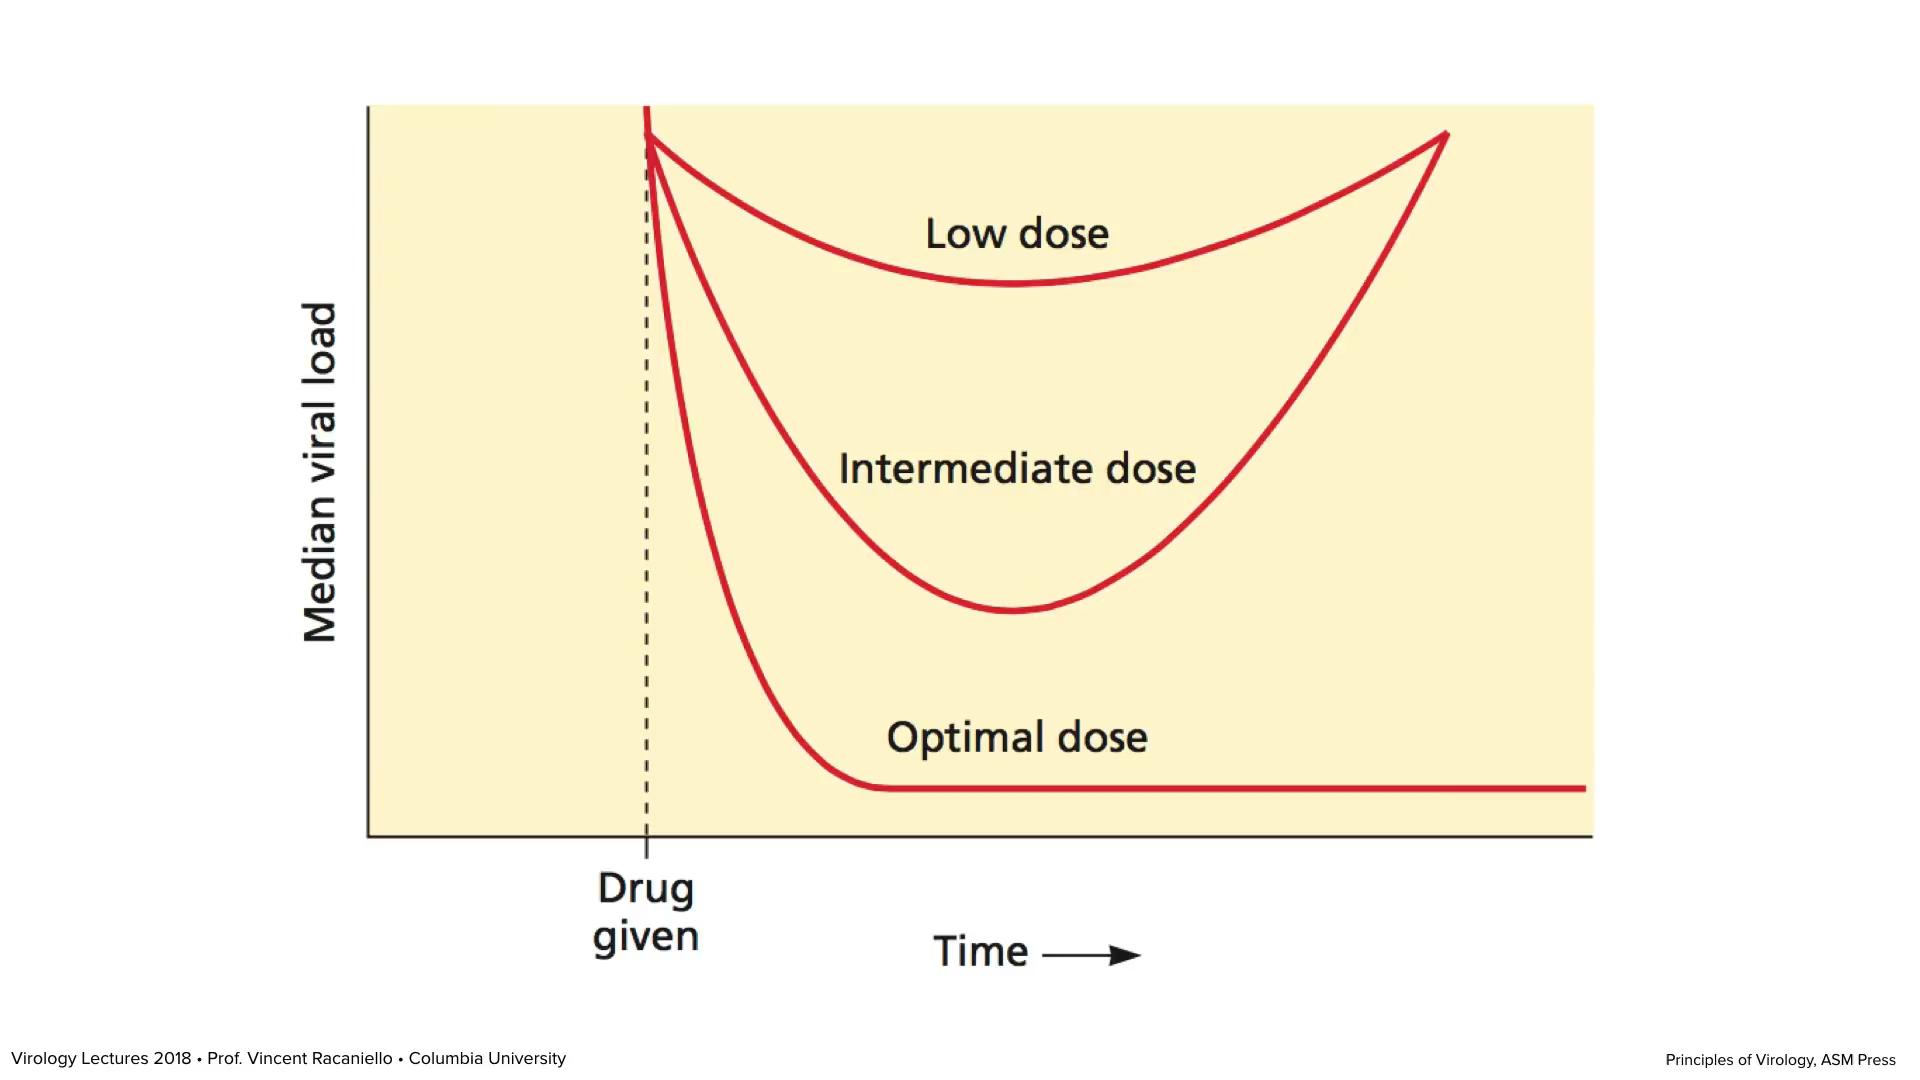 Median viral load
Low dose
Intermediate dose
Optimal dose
Drug
given
Time
Virology Lectures 2018 • Prof. Vincent Racaniello • Columbia University
Principles of Virology, ASM Press